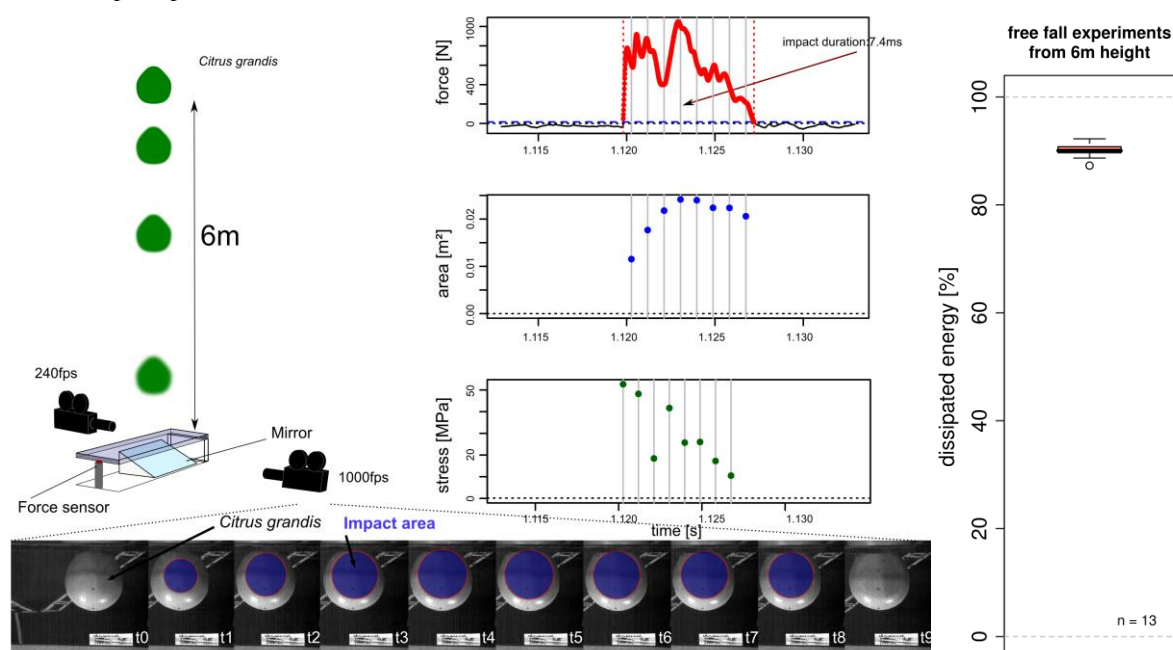 Citrus grandis
6m
240fps
Mirror
1000fps
Force sensor
Citrus grandis
Impact area
t0 t1 t2 t3 t4 t5 t6 t7 t8 t9
force [N]
1000
400
0
impact duration:7.4ms
1.115 1.120 1.125 1.130
area [m²]
0.02
0.01
0.00
1.115 1.120 1.125 1.130
stress [MPa]
50
20
0
1.115 1.120 1.125 1.130
time [s]
free fall experiments
from 6m height
dissipated energy [%]
100
80
60
40
20
0
n = 13